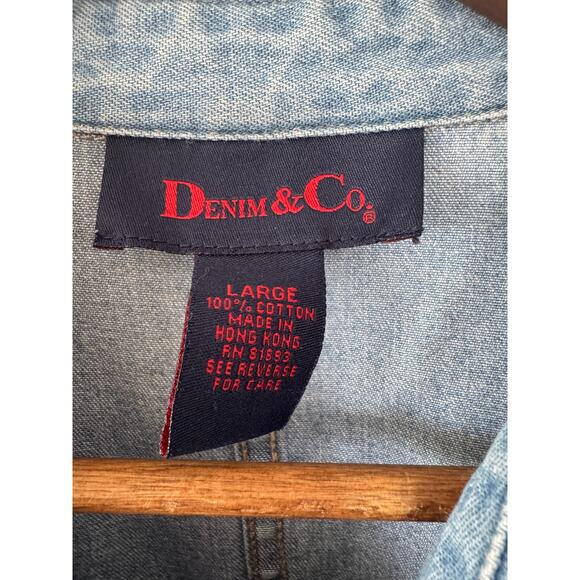 DENIM & CO.®
LARGE
100% COTTON
MADE IN
HONG KONG
RN 81893
SEE REVERSE
FOR CARE